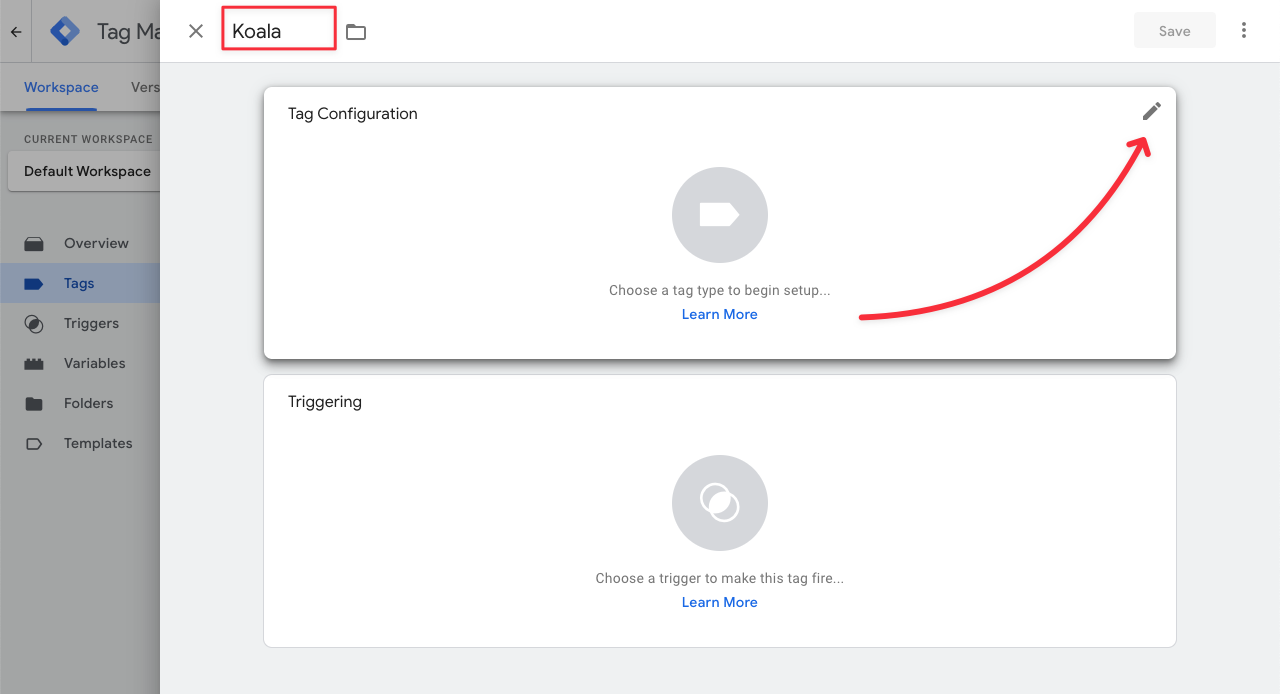 Tag Ma
Koala
Save
Workspace
Vers
CURRENT WORKSPACE
Default Workspace
Overview
Tags
Triggers
Variables
Folders
Templates
Tag Configuration
Choose a tag type to begin setup...
Learn More
Triggering
Choose a trigger to make this tag fire...
Learn More